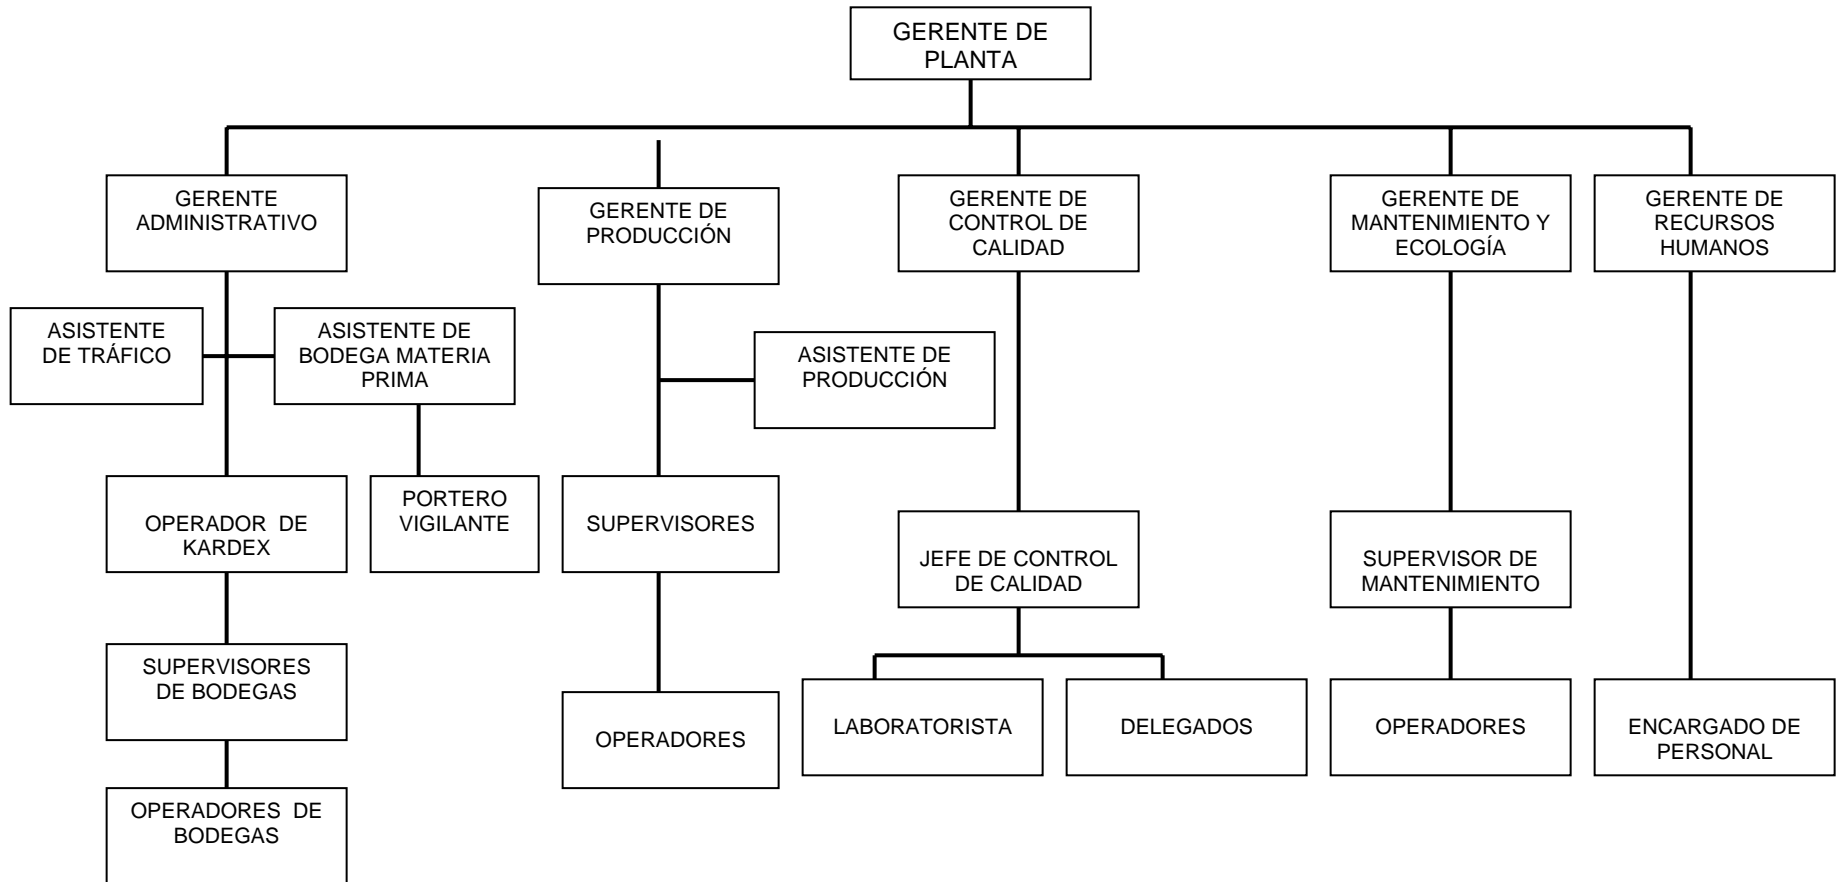 GERENTE DE
PLANTA
GERENTE
ADMINISTRATIVO
GERENTE DE
PRODUCCIÓN
GERENTE DE
CONTROL DE
CALIDAD
GERENTE DE
MANTENIMIENTO Y
ECOLOGÍA
GERENTE DE
RECURSOS
HUMANOS
ASISTENTE
DE TRÁFICO
ASISTENTE DE
BODEGA MATERIA
PRIMA
ASISTENTE DE
PRODUCCIÓN
OPERADOR DE
KARDEX
PORTERO
VIGILANTE
SUPERVISORES
JEFE DE CONTROL
DE CALIDAD
SUPERVISOR DE
MANTENIMIENTO
SUPERVISORES
DE BODEGAS
OPERADORES
LABORATORISTA
DELEGADOS
OPERADORES
ENCARGADO DE
PERSONAL
OPERADORES DE
BODEGAS